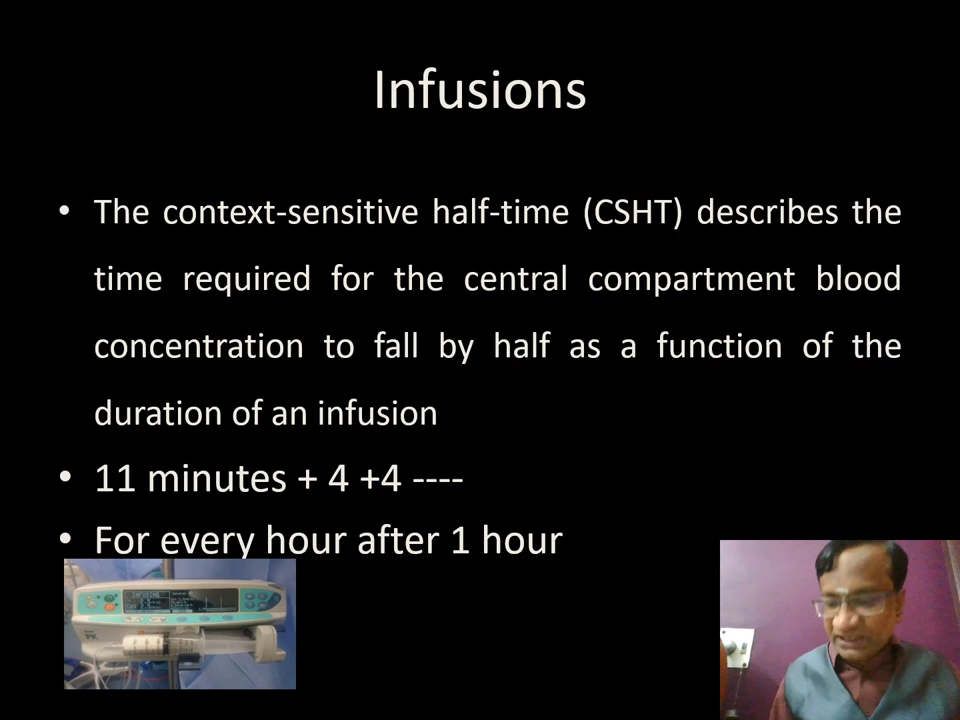 Infusions
• The context-sensitive half-time (CSHT) describes the
time required for the central compartment blood
concentration to fall by half as a function of the
duration of an infusion
• 11 minutes + 4 +4 ----
• For every hour after 1 hour
INFUSING
PK